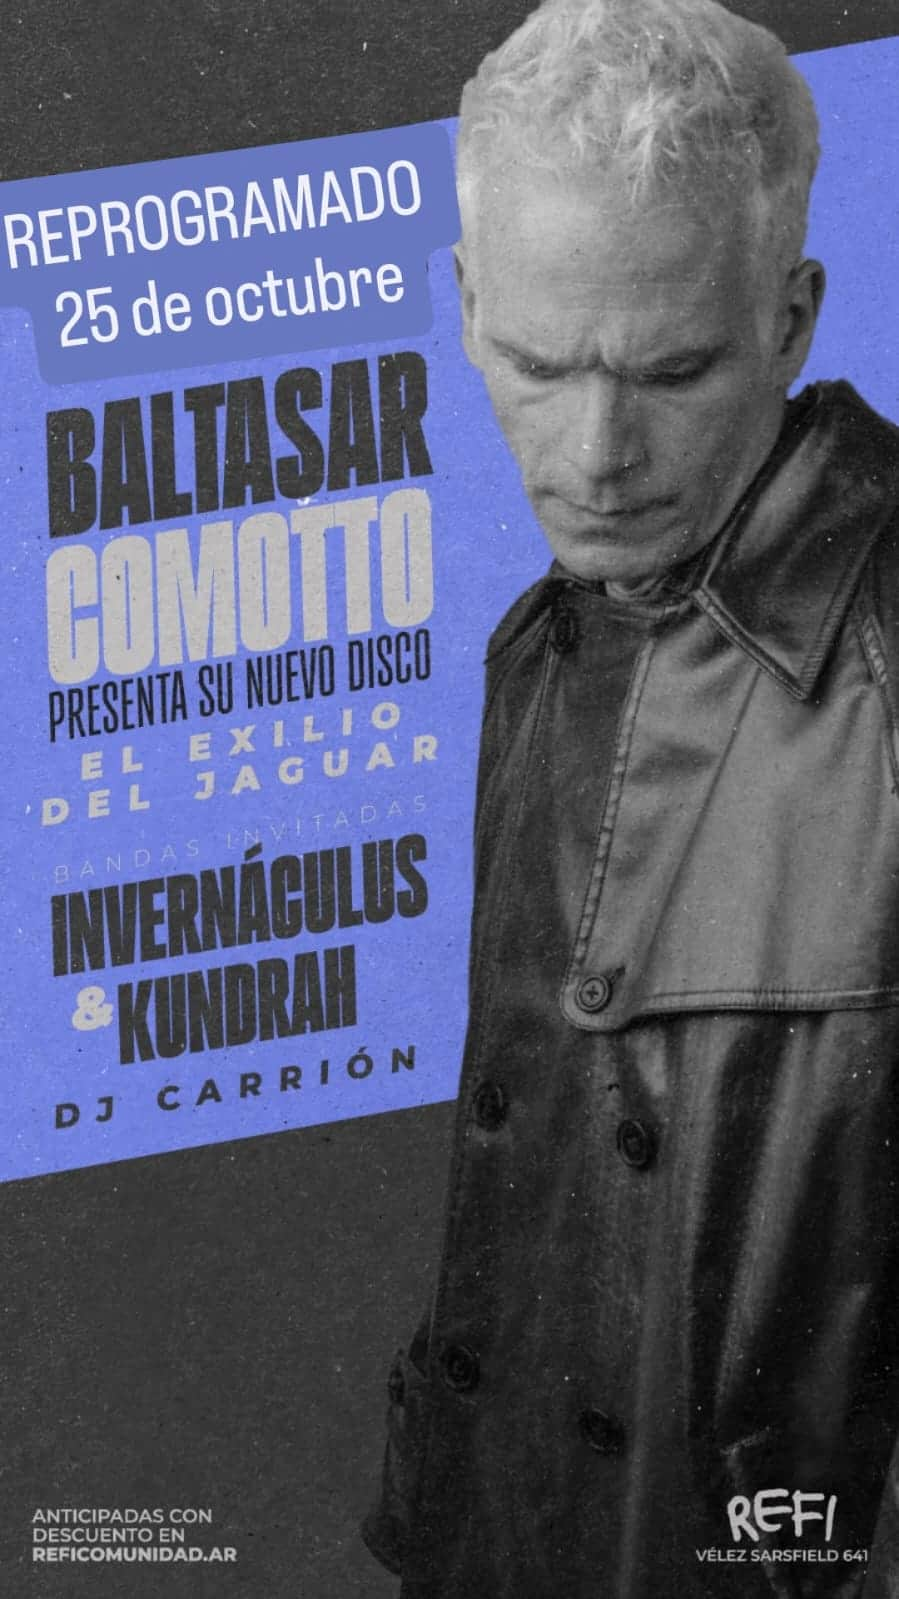 REPROGRAMADO
25 de octubre
BALTASAR
COMOTTO
PRESENTA SU NUEVO DISCO
EL EXILIO
DEL JAGUAR
BANDAS INVITADAS
INVERNÁCULUS
& KUNDRAH
DJ CARRIÓN
ANTICIPADAS CON
DESCUENTO EN
REFICOMUNIDAD.AR
REFI
VÉLEZ SARSFIELD 641